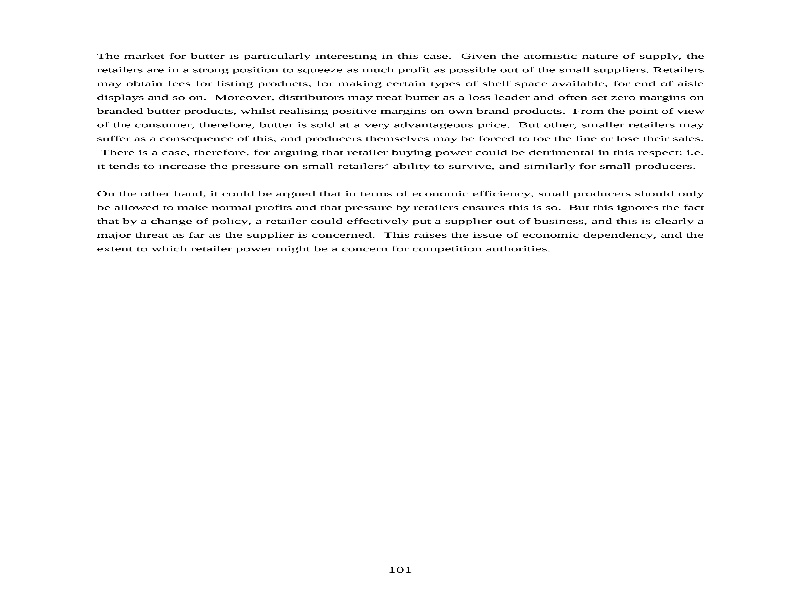 The market for butter is particularly interesting in this case.  Given the atomistic nature of supply, the
retailers are in a strong position to squeeze as much profit as possible out of the small suppliers. Retailers
may obtain fees for listing products, for making certain types of shelf space available, for end of aisle
displays and so on.  Moreover, distributors may treat butter as a loss leader and often set zero margins on
branded butter products, whilst realising positive margins on own brand products.  From the point of view
of the consumer, therefore, butter is sold at a very advantageous price.  But other, smaller retailers may
suffer as a consequence of this, and producers themselves may be forced to toe the line or lose their sales.
There is a case, therefore, for arguing that retailer buying power could be detrimental in this respect; i.e.
it tends to increase the pressure on small retailers' ability to survive, and similarly for small producers.
On the other hand, it could be argued that in terms of economic efficiency, small producers should only
be allowed to make normal profits and that pressure by retailers ensures this is so.  But this ignores the fact
that by a change of policy, a retailer could effectively put a supplier out of business, and this is clearly a
major threat as far as the supplier is concerned.  This raises the issue of economic dependency, and the
extent to which retailer power might be a concern for competition authorities.
101